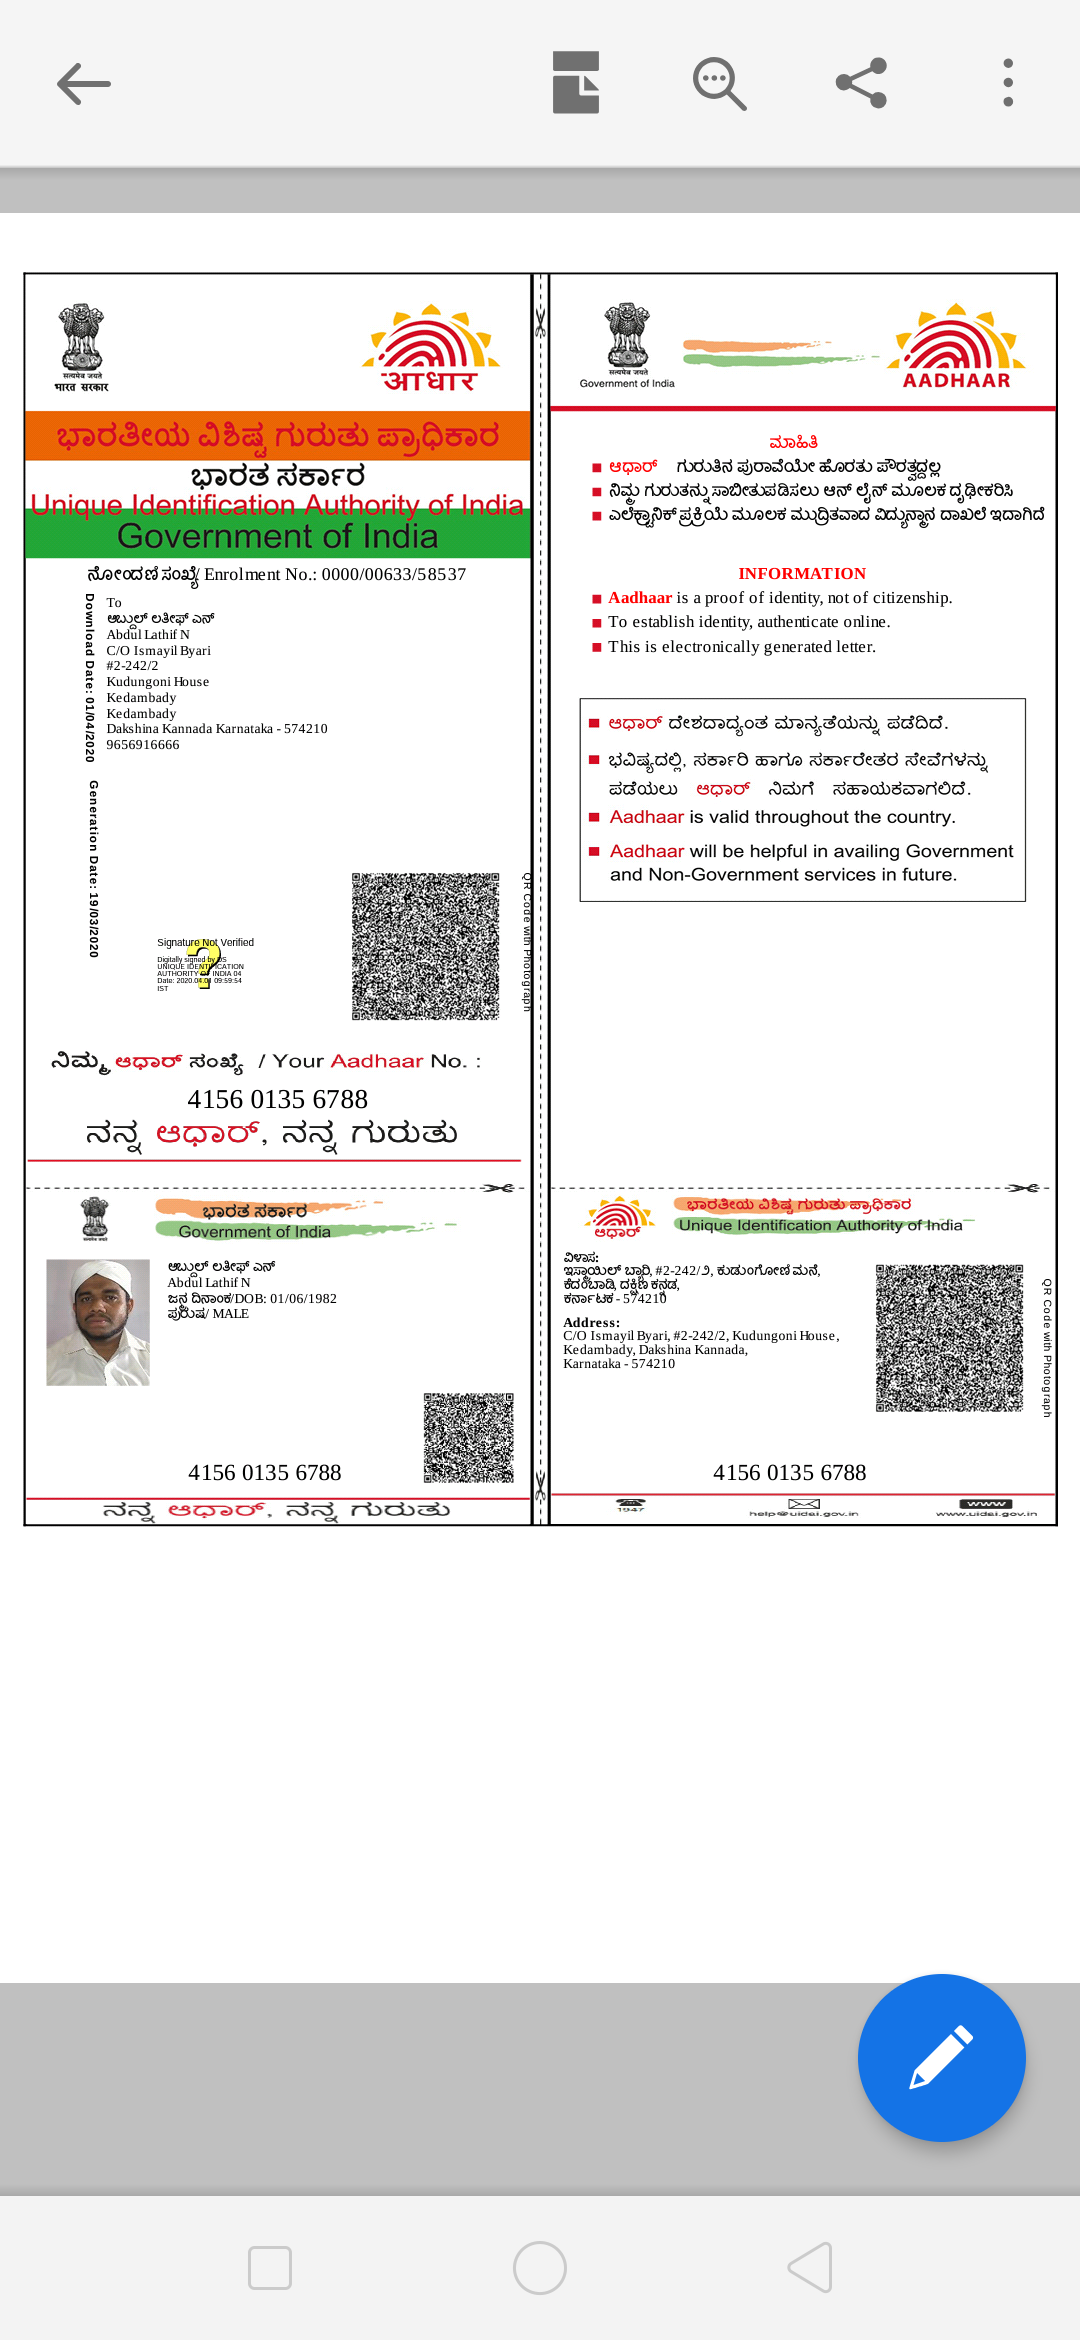 सत्यमेव जयते
भारत सरकार
आधार
ಭಾರತೀಯ ವಿಶಿಷ್ಟ ಗುರುತು ಪ್ರಾಧಿಕಾರ
ಭಾರತ ಸರ್ಕಾರ
Unique Identification Authority of India
Government of India
ನೋಂದಣಿ ಸಂಖ್ಯೆ/ Enrolment No.: 0000/00633/58537
Download Date: 01/04/2020
Generation Date: 19/03/2020
To
ಅಬ್ದುಲ್ ಲತೀಫ್ ಎನ್
Abdul Lathif N
C/O Ismayil Byari
#2-242/2
Kudungoni House
Kedambady
Kedambady
Dakshina Kannada Karnataka - 574210
9656916666
Signature Not Verified
Digitally signed by DS
UNIQUE IDENTIFICATION
AUTHORITY OF INDIA 04
Date: 2020.04.01 09:59:54
IST
QR Code with Photograph
ನಿಮ್ಮ ಆಧಾರ್ ಸಂಖ್ಯೆ / Your Aadhaar No. :
4156 0135 6788
ನನ್ನ ಆಧಾರ್, ನನ್ನ ಗುರುತು
सत्यमेव जयते
Government of India
AADHAAR
ಮಾಹಿತಿ
ಆಧಾರ್ ಗುರುತಿನ ಪುರಾವೆಯೇ ಹೊರತು ಪೌರತ್ವದ್ದಲ್ಲ
ನಿಮ್ಮ ಗುರುತನ್ನು ಸಾಬೀತುಪಡಿಸಲು ಆನ್ ಲೈನ್ ಮೂಲಕ ದೃಢೀಕರಿಸಿ
ಎಲೆಕ್ಟ್ರಾನಿಕ್ ಪ್ರಕ್ರಿಯೆ ಮೂಲಕ ಮುದ್ರಿತವಾದ ವಿದ್ಯುನ್ಮಾನ ದಾಖಲೆ ಇದಾಗಿದೆ
INFORMATION
Aadhaar is a proof of identity, not of citizenship.
To establish identity, authenticate online.
This is electronically generated letter.
ಆಧಾರ್ ದೇಶದಾದ್ಯಂತ ಮಾನ್ಯತೆಯನ್ನು ಪಡೆದಿದೆ.
ಭವಿಷ್ಯದಲ್ಲಿ, ಸರ್ಕಾರಿ ಹಾಗೂ ಸರ್ಕಾರೇತರ ಸೇವೆಗಳನ್ನು
ಪಡೆಯಲು ಆಧಾರ್ ನಿಮಗೆ ಸಹಾಯಕವಾಗಲಿದೆ.
Aadhaar is valid throughout the country.
Aadhaar will be helpful in availing Government
and Non-Government services in future.
ಭಾರತ ಸರ್ಕಾರ
Government of India
ಅಬ್ದುಲ್ ಲತೀಫ್ ಎನ್
Abdul Lathif N
ಜನ್ಮ ದಿನಾಂಕ/DOB: 01/06/1982
ಪುರುಷ/ MALE
4156 0135 6788
ನನ್ನ ಆಧಾರ್, ನನ್ನ ಗುರುತು
ಆಧಾರ್
ಭಾರತೀಯ ವಿಶಿಷ್ಟ ಗುರುತು ಪ್ರಾಧಿಕಾರ
Unique Identification Authority of India
ವಿಳಾಸ:
ಇಸ್ಮಾಯಿಲ್ ಬ್ಯಾರಿ, #2-242/೨, ಕುಡುಂಗೋಣಿ ಮನೆ,
ಕೆದಂಬಾಡಿ, ದಕ್ಷಿಣ ಕನ್ನಡ,
ಕರ್ನಾಟಕ - 574210
Address:
C/O Ismayil Byari, #2-242/2, Kudungoni House,
Kedambady, Dakshina Kannada,
Karnataka - 574210
QR Code with Photograph
4156 0135 6788
1947
help@uidai.gov.in
www
www.uidai.gov.in